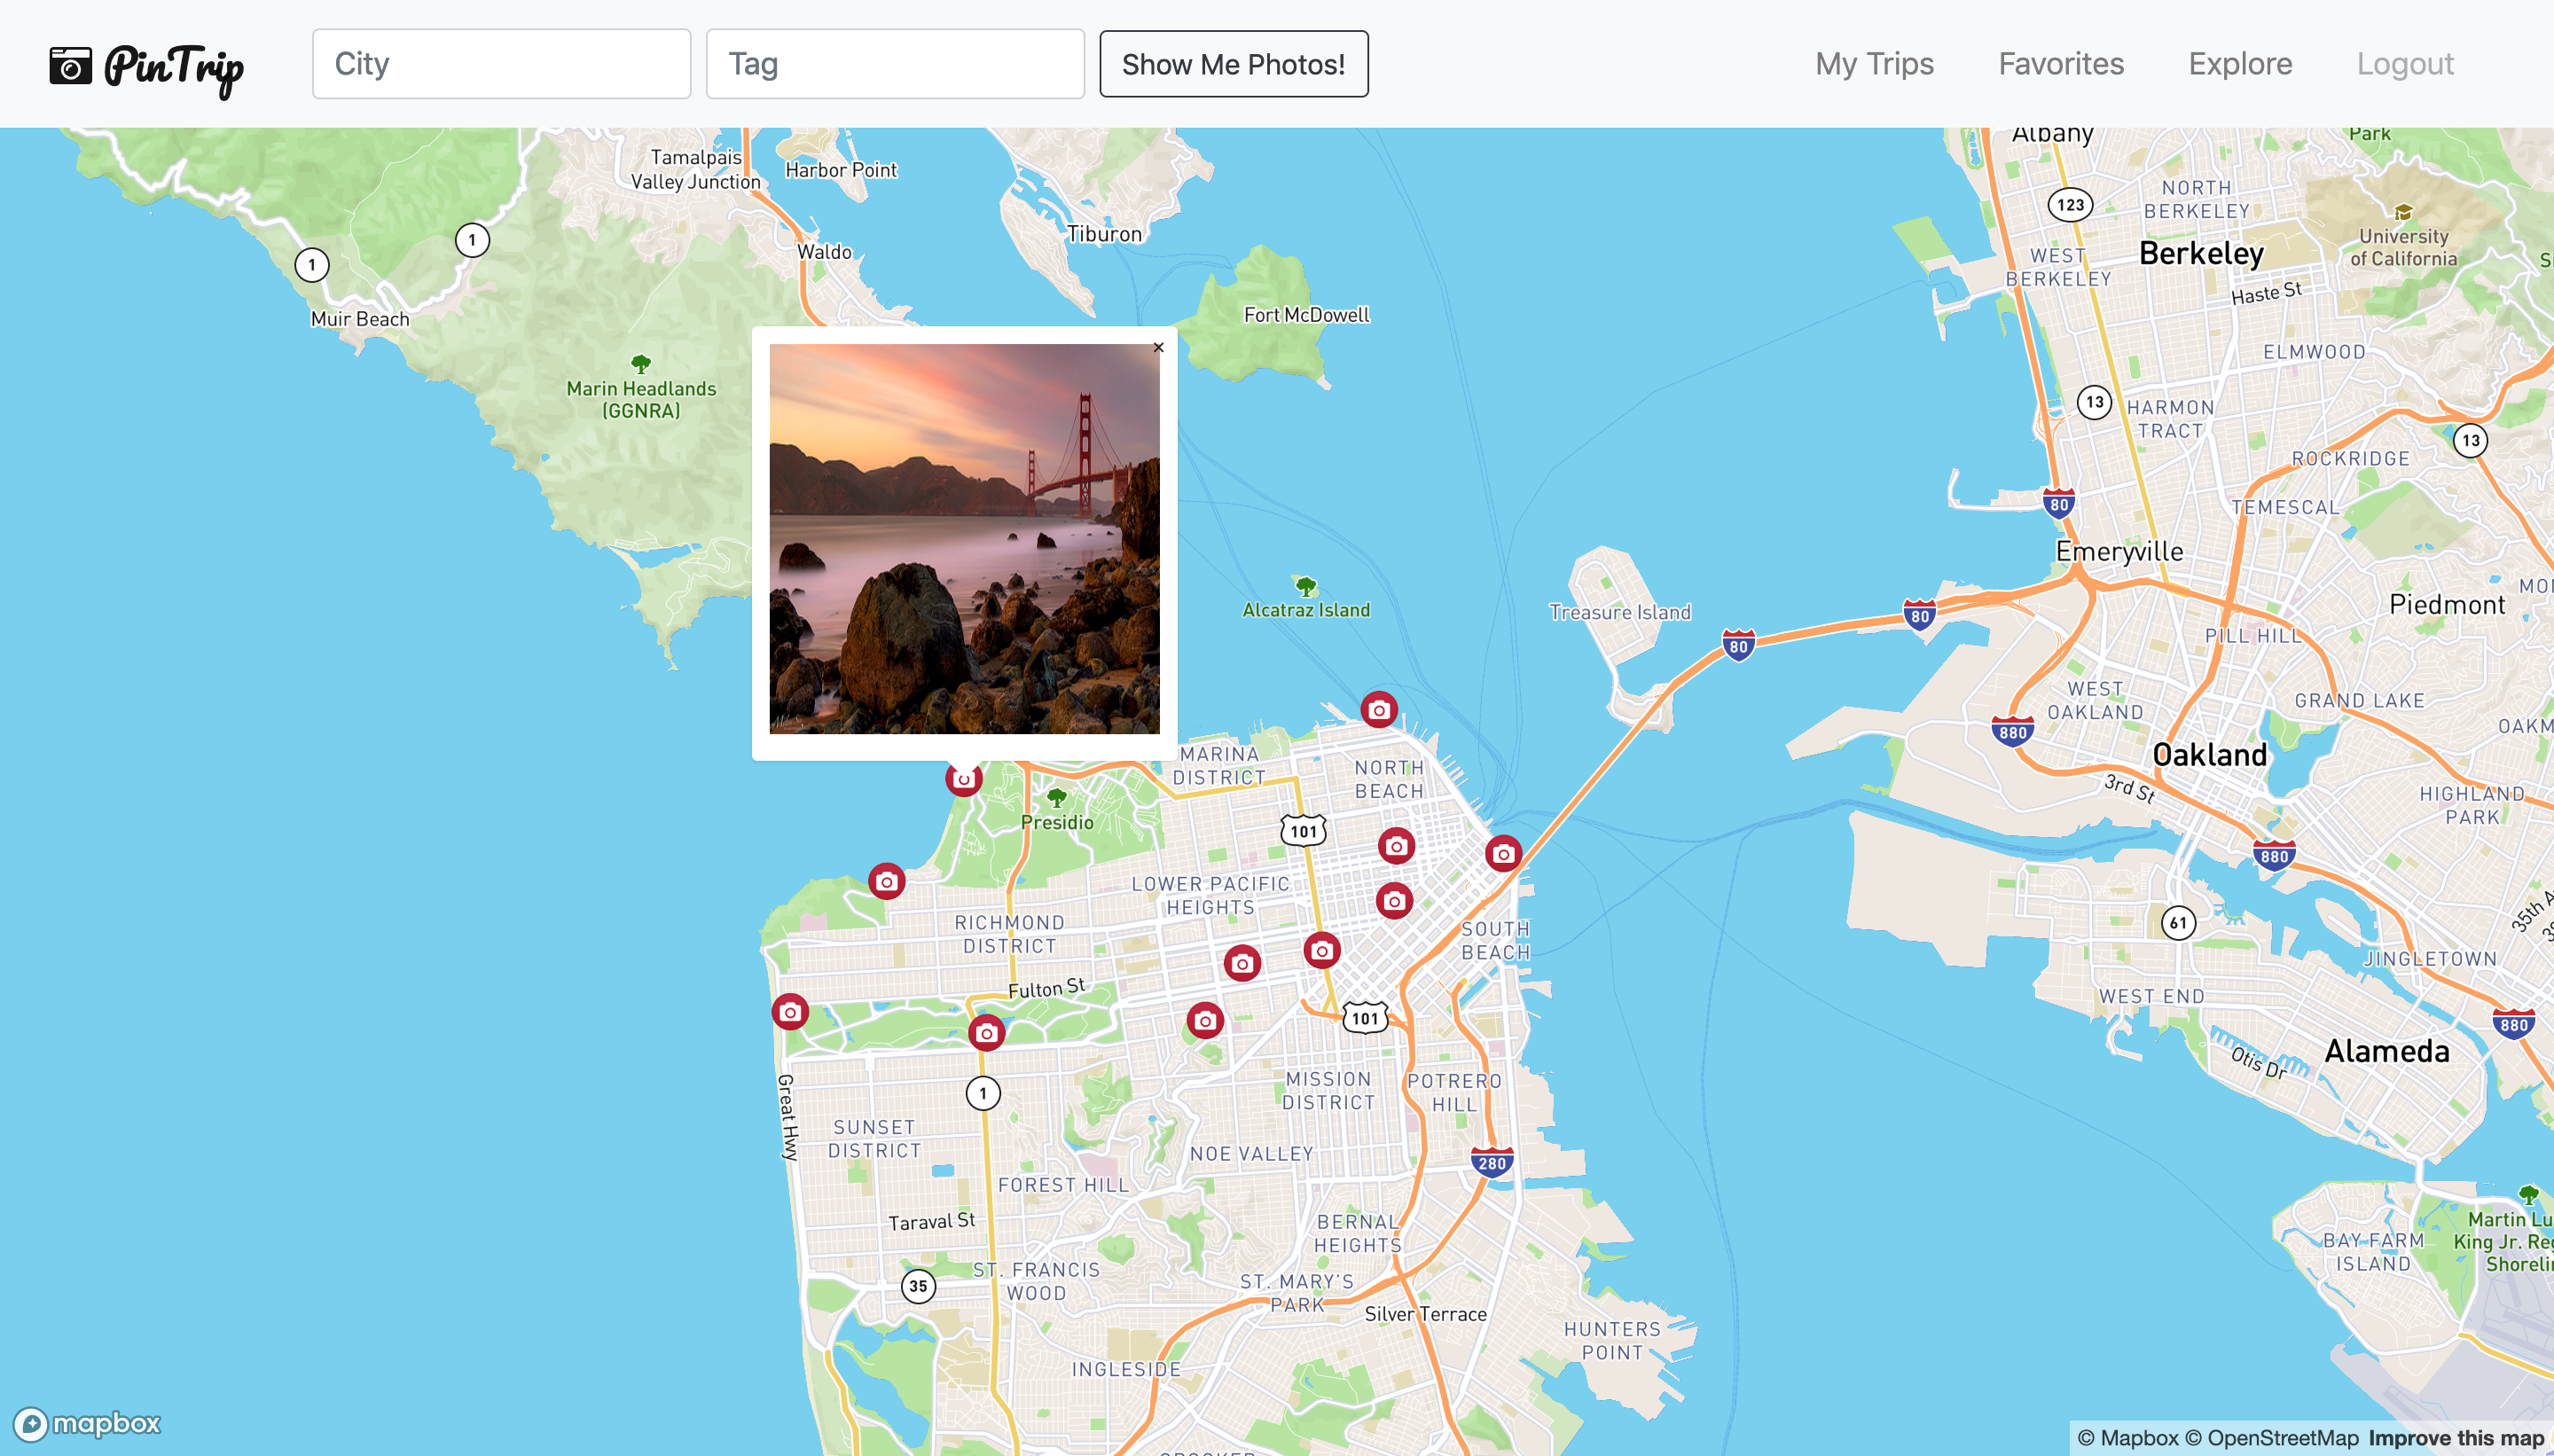 PinTrip
City
Tag
Show Me Photos!
My Trips
Favorites
Explore
Logout
Albany
Park
Tamalpais
Valley Junction
Harbor Point
NORTH
BERKELEY
123
Tiburon
1
1
Waldo
Berkeley
University
of California
WEST
BERKELEY
Haste St
Muir Beach
Fort McDowell
×
ELMWOOD
Marin Headlands
(GGNRA)
13
HARMON
TRACT
13
ROCKRIDGE
80
TEMESCAL
Emeryville
Alcatraz Island
Treasure Island
80
80
Piedmont
PILL HILL
WEST
OAKLAND
GRAND LAKE
880
MARINA
DISTRICT
NORTH
BEACH
Oakland
3rd St
HIGHLAND
PARK
Presidio
101
880
LOWER PACIFIC
HEIGHTS
RICHMOND
DISTRICT
SOUTH
BEACH
61
35th A
JINGLETOWN
Fulton St
WEST END
101
880
Alameda
Otis Dr
Great Hwy
1
MISSION
DISTRICT
POTRERO
HILL
SUNSET
DISTRICT
NOE VALLEY
280
FOREST HILL
Taraval St
BERNAL
HEIGHTS
Martin Lu
King Jr. Reg
Shorelin
BAY FARM
ISLAND
35
ST. FRANCIS
WOOD
ST. MARY'S
PARK
Silver Terrace
HUNTERS
POINT
INGLESIDE
mapbox
© Mapbox © OpenStreetMap Improve this map